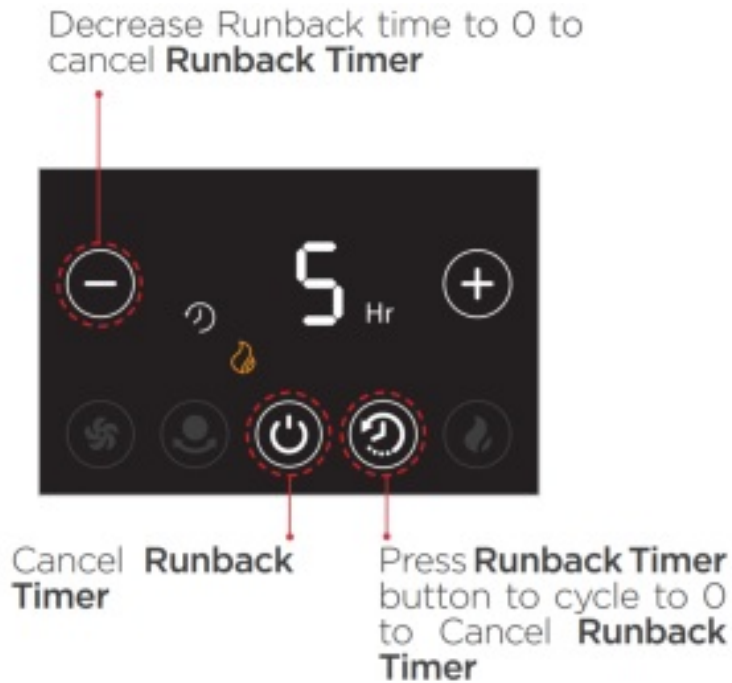 Decrease Runback time to 0 to
cancel Runback Timer
5 Hr
Cancel Runback
Timer
Press Runback Timer
button to cycle to 0
to Cancel Runback
Timer